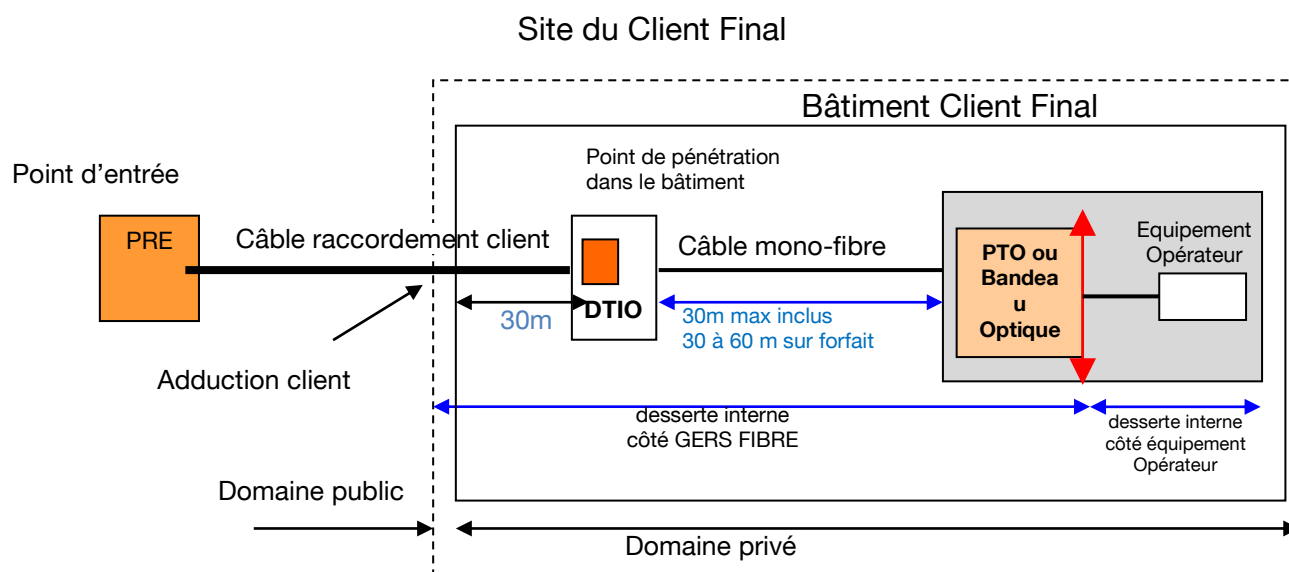 Site du Client Final
Bâtiment Client Final
Point d’entrée
Point de pénétration
dans le bâtiment
PRE
Câble raccordement client
Câble mono-fibre
Equipement
Opérateur
PTO ou
Bandea
u
Optique
DTIO
30m
30m max inclus
30 à 60 m sur forfait
Adduction client
desserte interne
côté GERS FIBRE
desserte interne
côté équipement
Opérateur
Domaine public
Domaine privé